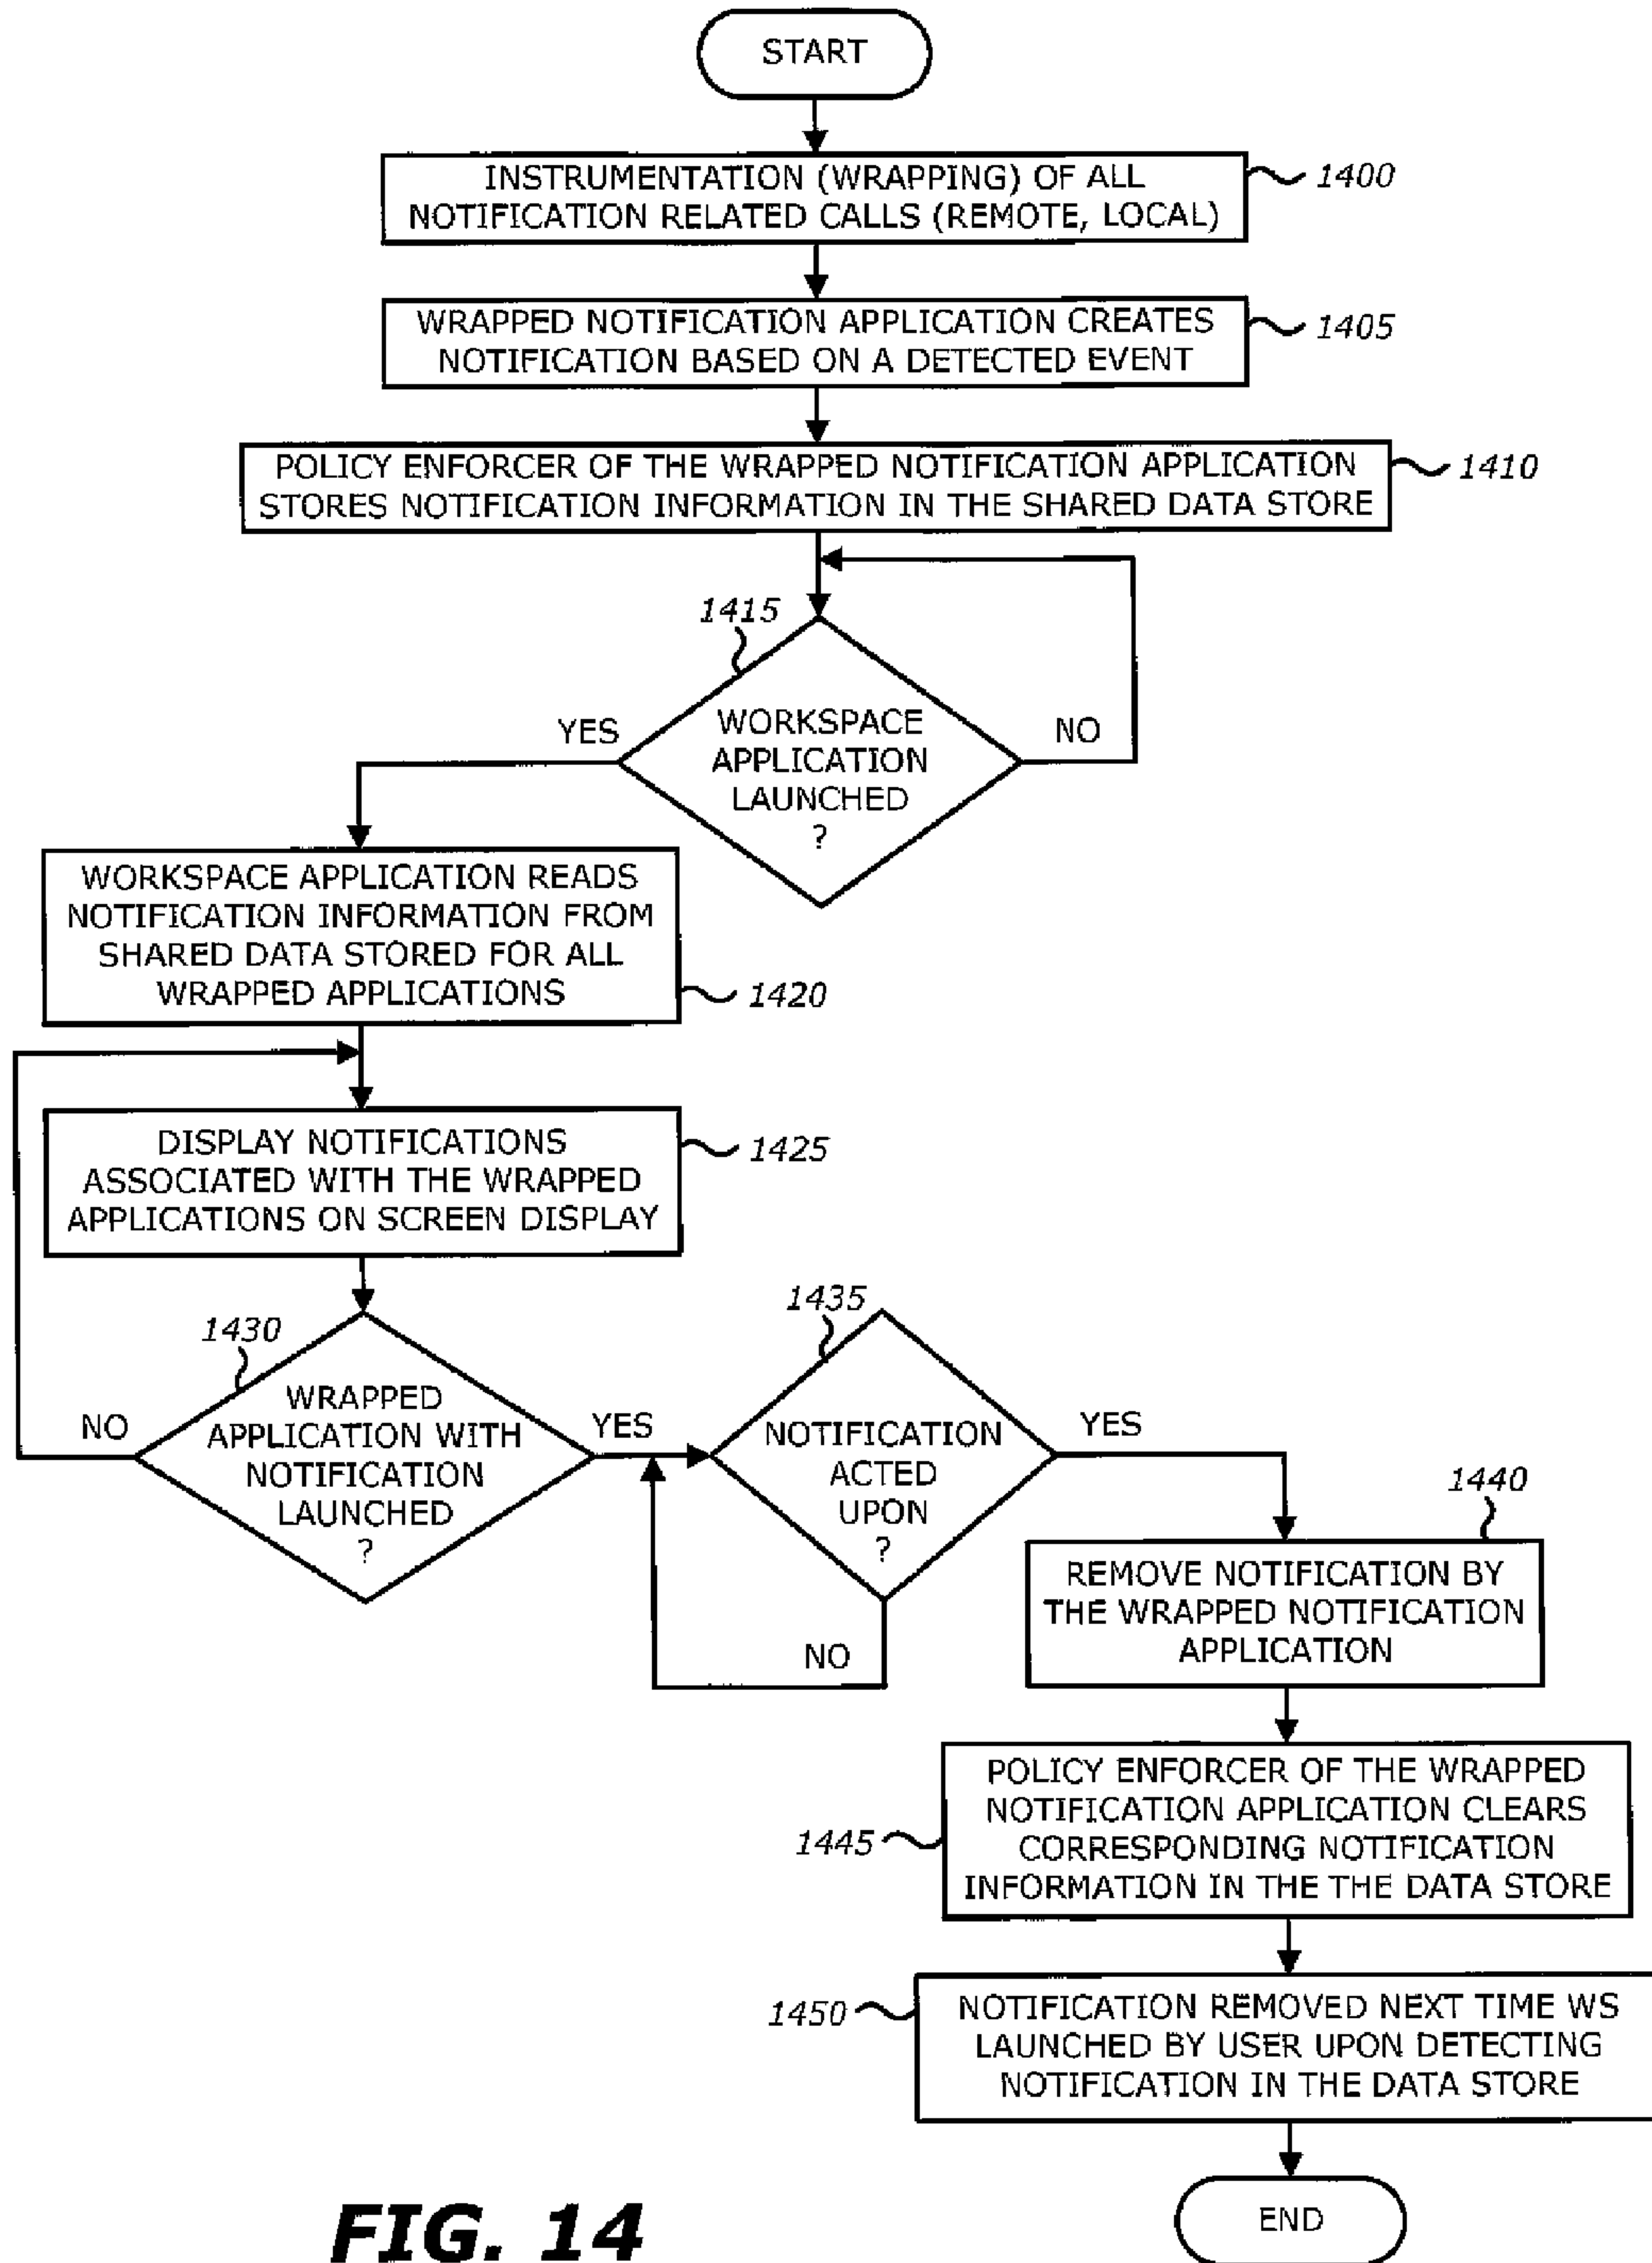 START
INSTRUMENTATION (WRAPPING) OF ALL
NOTIFICATION RELATED CALLS (REMOTE, LOCAL)
1400
WRAPPED NOTIFICATION APPLICATION CREATES
NOTIFICATION BASED ON A DETECTED EVENT
1405
POLICY ENFORCER OF THE WRAPPED NOTIFICATION APPLICATION
STORES NOTIFICATION INFORMATION IN THE SHARED DATA STORE
1410
1415
WORKSPACE
APPLICATION
LAUNCHED
?
YES
NO
WORKSPACE APPLICATION READS
NOTIFICATION INFORMATION FROM
SHARED DATA STORED FOR ALL
WRAPPED APPLICATIONS
1420
DISPLAY NOTIFICATIONS
ASSOCIATED WITH THE WRAPPED
APPLICATIONS ON SCREEN DISPLAY
1425
1430
WRAPPED
APPLICATION WITH
NOTIFICATION
LAUNCHED
?
NO
YES
1435
NOTIFICATION
ACTED
UPON
?
YES
NO
1440
REMOVE NOTIFICATION BY
THE WRAPPED NOTIFICATION
APPLICATION
POLICY ENFORCER OF THE WRAPPED
NOTIFICATION APPLICATION CLEARS
CORRESPONDING NOTIFICATION
INFORMATION IN THE THE DATA STORE
1445
1450
NOTIFICATION REMOVED NEXT TIME WS
LAUNCHED BY USER UPON DETECTING
NOTIFICATION IN THE DATA STORE
END
FIG. 14